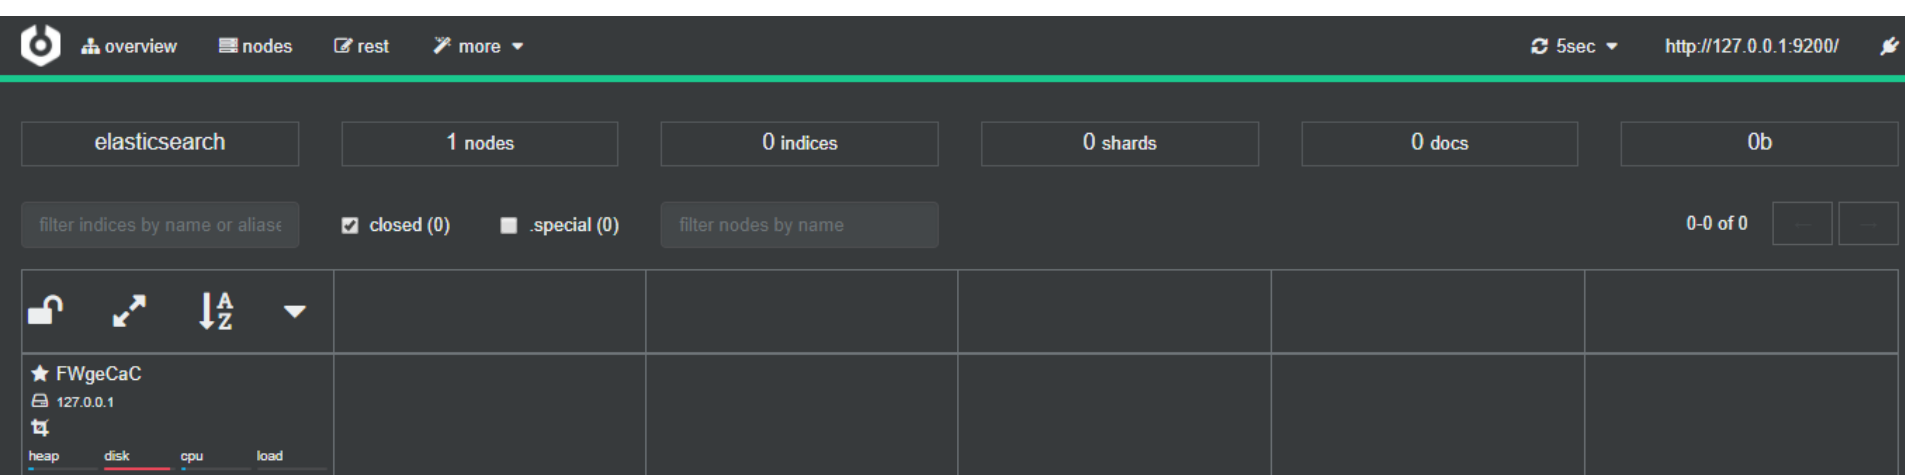 overview nodes rest more 5sec http://127.0.0.1:9200/
elasticsearch 1 nodes 0 indices 0 shards 0 docs 0b
filter indices by name or aliase closed (0) .special (0) filter nodes by name 0-0 of 0 ← →
A
Z
FWgeCaC
127.0.0.1
heap disk cpu load